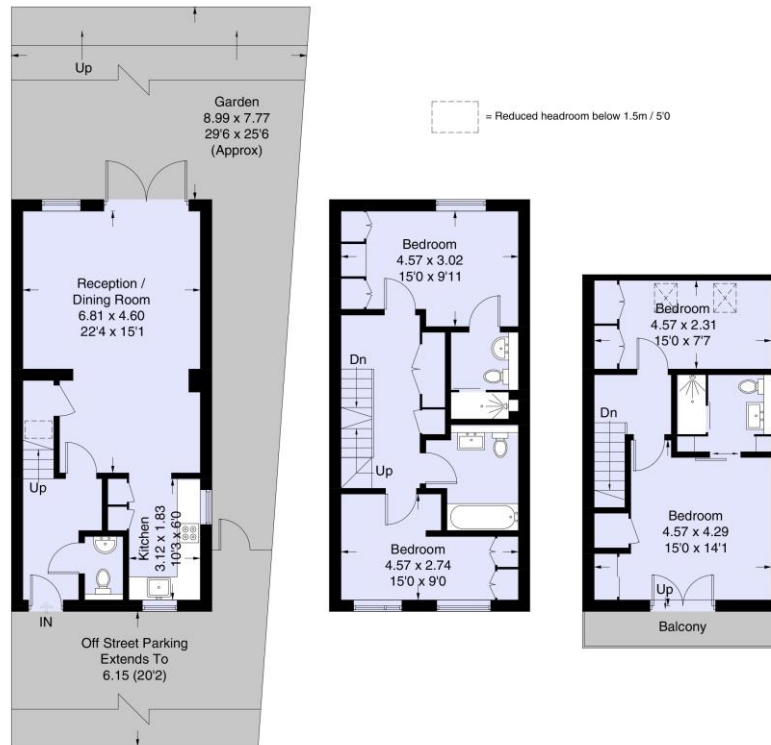 Up
Garden
8.99 x 7.77
29'6 x 25'6
(Approx)
= Reduced headroom below 1.5m / 5'0
Reception /
Dining Room
6.81 x 4.60
22'4 x 15'1
Up
Kitchen
3.12 x 1.83
10'3 x 6'0
IN
Off Street Parking
Extends To
6.15 (20'2)
Bedroom
4.57 x 3.02
15'0 x 9'11
Dn
Up
Bedroom
4.57 x 2.74
15'0 x 9'0
Bedroom
4.57 x 2.31
15'0 x 7'7
Dn
Bedroom
4.57 x 4.29
15'0 x 14'1
Up
Balcony